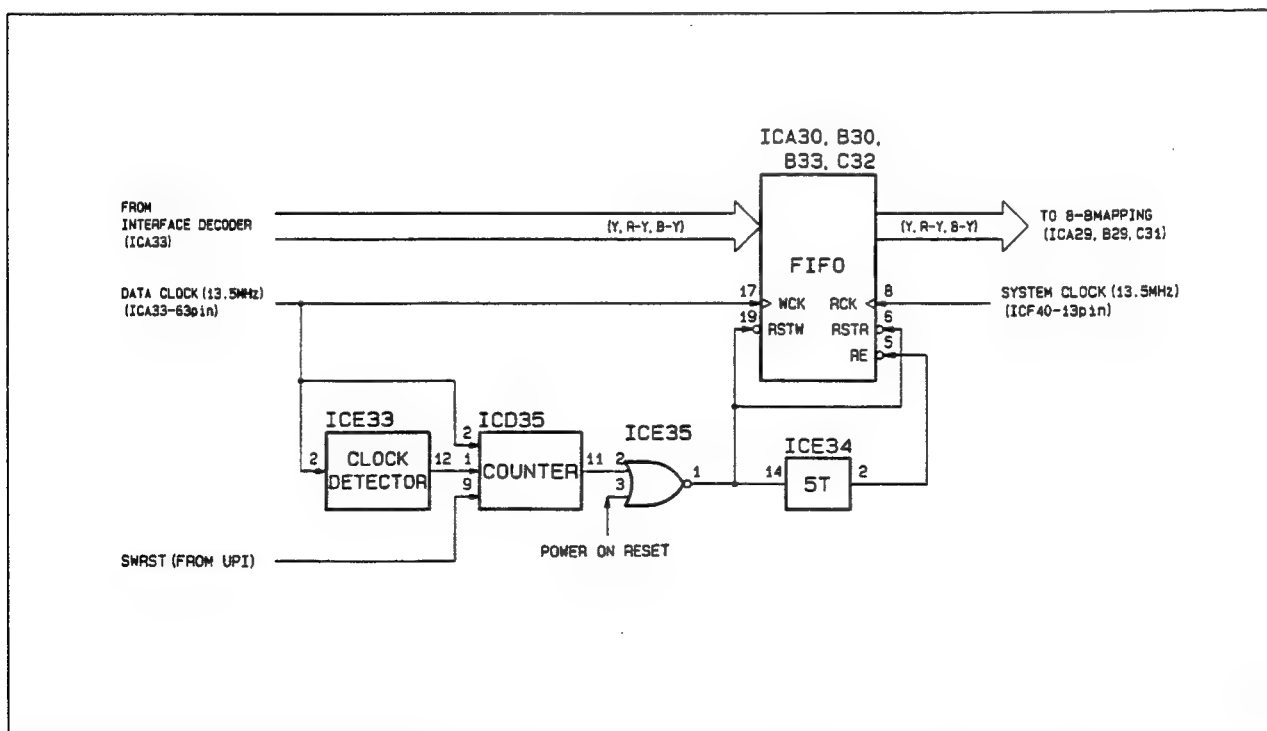 ICA30, B30,
B33, C32
FROM
INTERFACE DECODER
(ICA33)
(Y, R-Y, B-Y)
(Y, R-Y, B-Y)
TO 8-8MAPPING
(ICA29, B29, C31)
FIFO
DATA CLOCK (13.5MHz)
(ICA33-63pin)
17
WCK
RCK
8
SYSTEM CLOCK (13.5MHz)
(ICF40-13pin)
19
RSTW
RSTR
6
RE
5
ICE33
ICD35
ICE35
ICE34
2
CLOCK
DETECTOR
12
2
1
9
COUNTER
11
2
3
1
14
5T
2
POWER ON RESET
SWRST (FROM UPI)